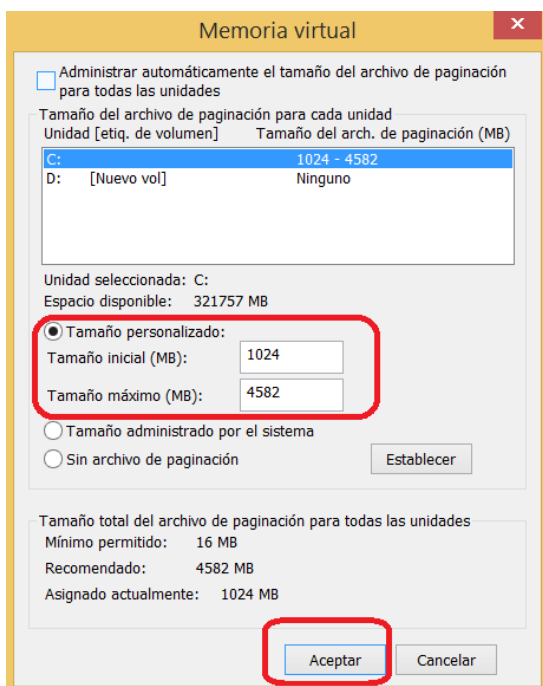 Memoria virtual
x
Administrar automáticamente el tamaño del archivo de paginación
para todas las unidades
Tamaño del archivo de paginación para cada unidad
Unidad [etiq. de volumen] Tamaño del arch. de paginación (MB)
C: 1024 - 4582
D: [Nuevo vol] Ninguno
Unidad seleccionada: C:
Espacio disponible: 321757 MB
Tamaño personalizado:
Tamaño inicial (MB): 1024
Tamaño máximo (MB): 4582
Tamaño administrado por el sistema
Sin archivo de paginación Establecer
Tamaño total del archivo de paginación para todas las unidades
Mínimo permitido: 16 MB
Recomendado: 4582 MB
Asignado actualmente: 1024 MB
Aceptar Cancelar